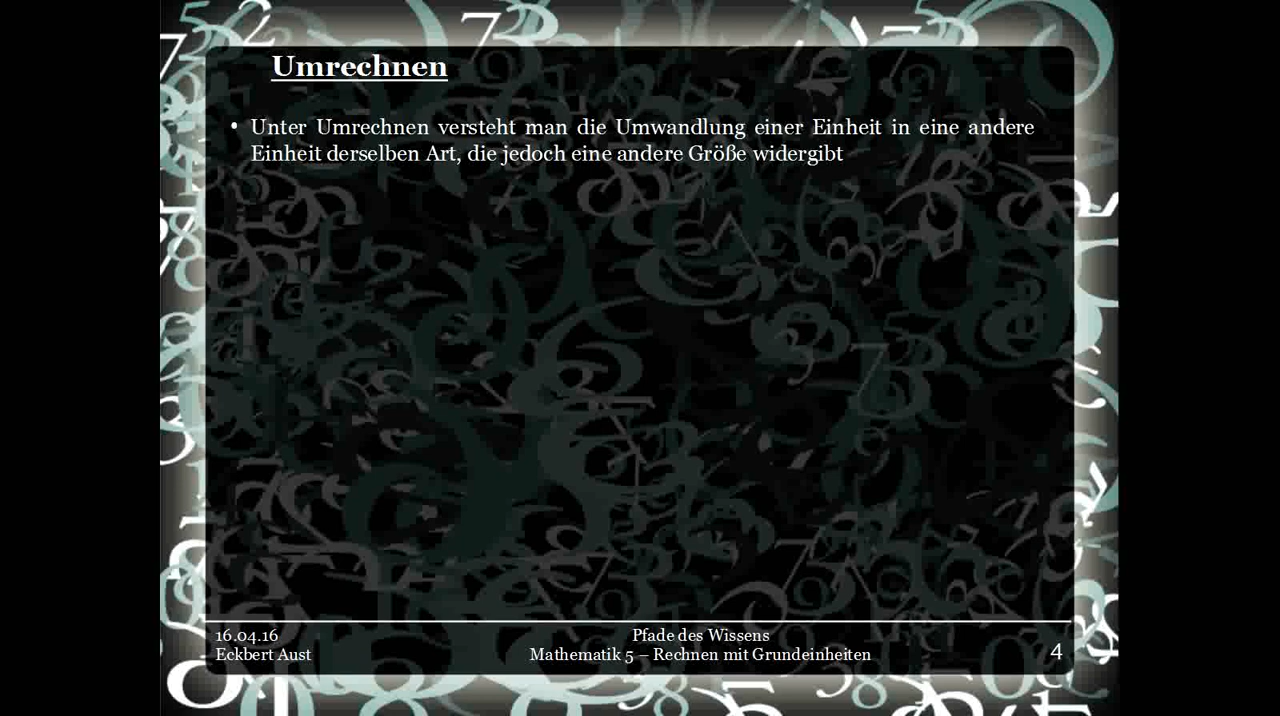 Umrechnen
• Unter Umrechnen versteht man die Umwandlung einer Einheit in eine andere
Einheit derselben Art, die jedoch eine andere Größe widergibt
16.04.16
Eckbert Aust
Pfade des Wissens
Mathematik 5 – Rechnen mit Grundeinheiten
4